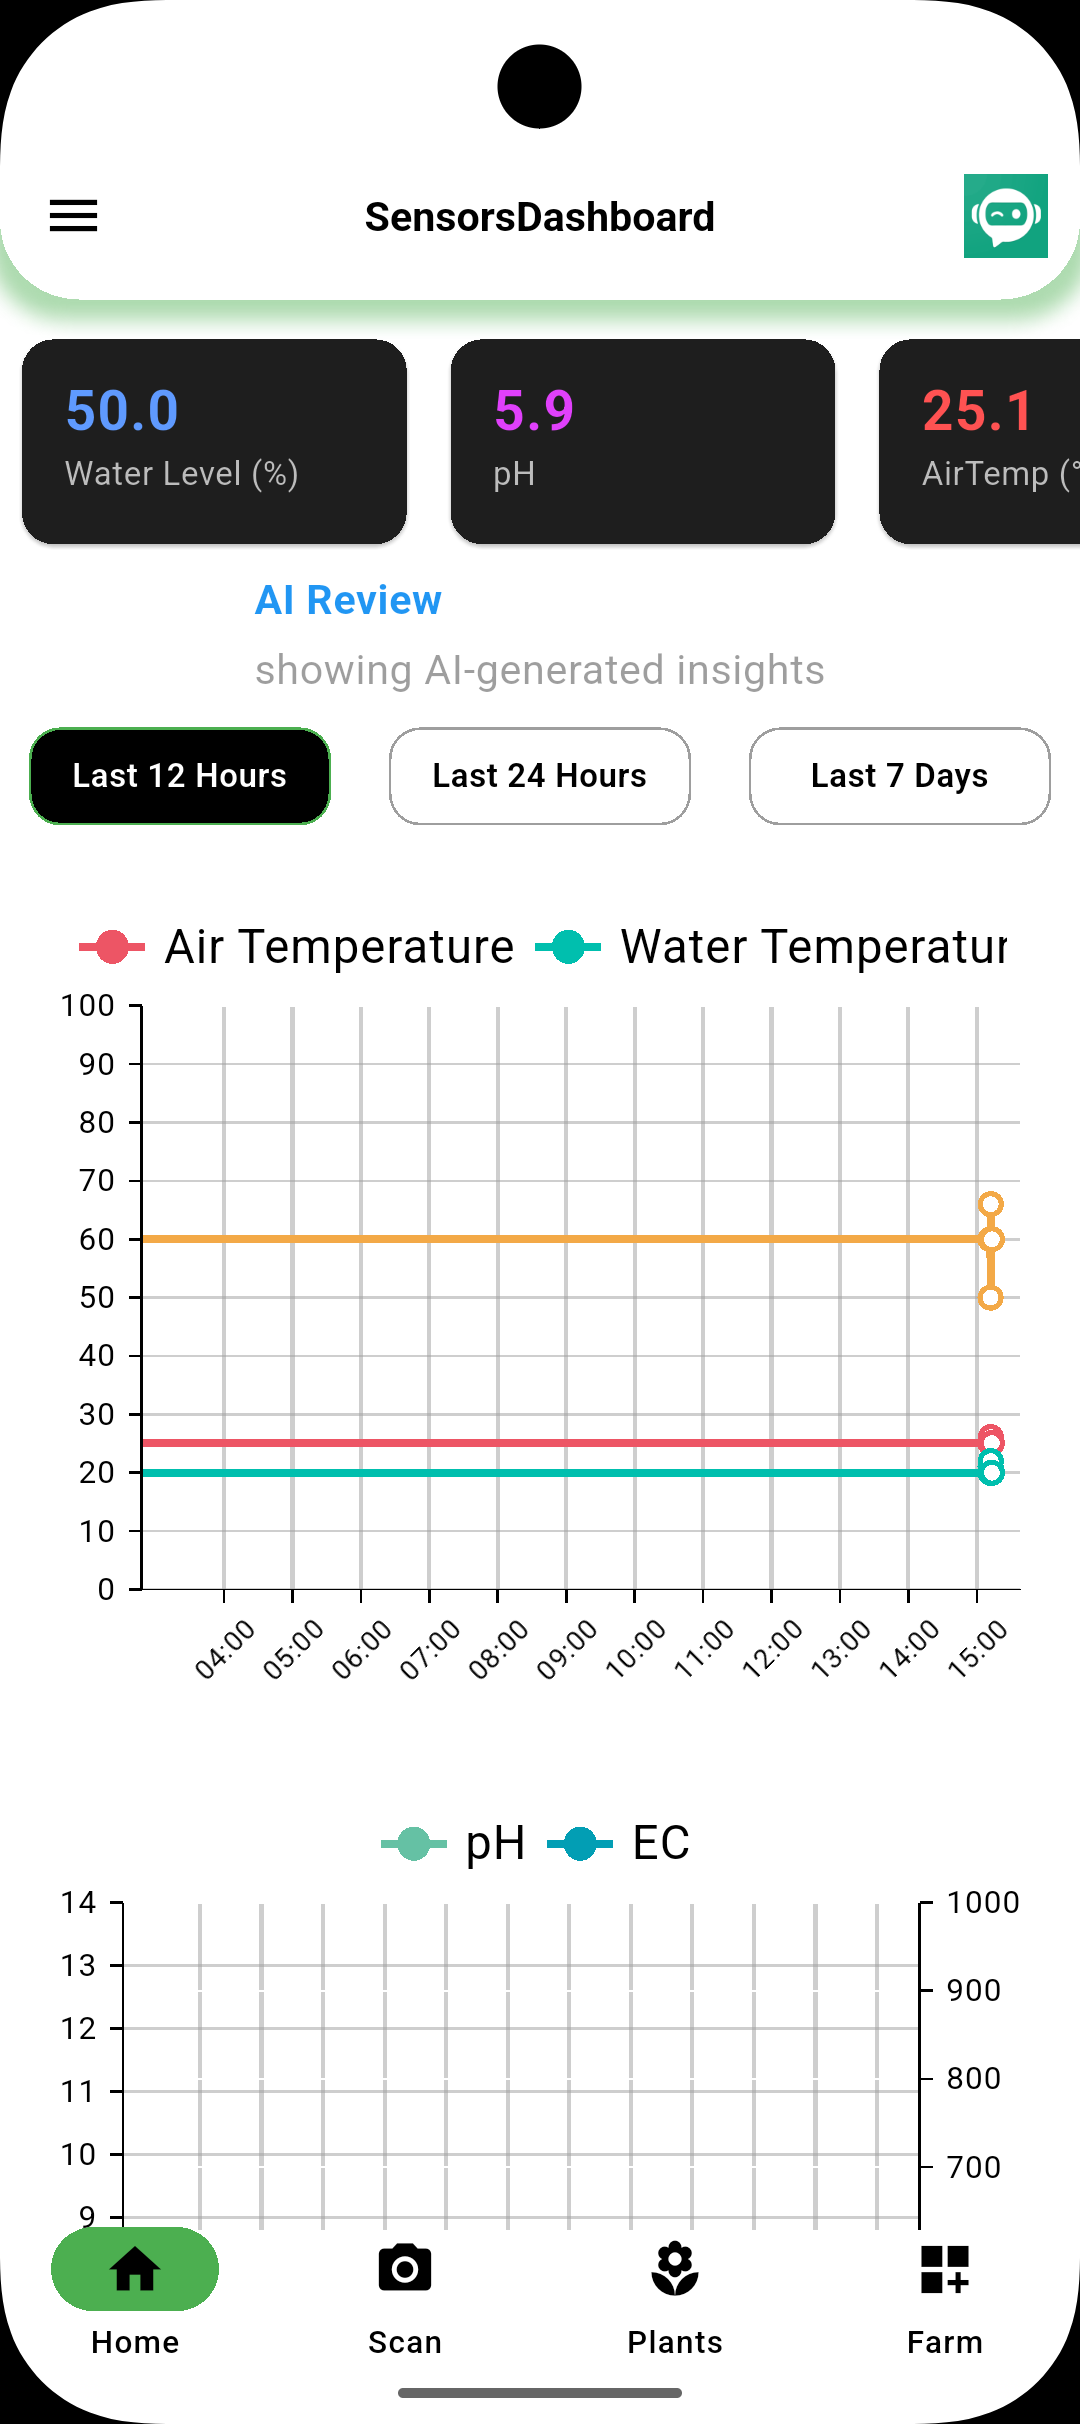 SensorsDashboard
50.0
Water Level (%)
5.9
pH
25.1
AirTemp (°
AI Review
showing AI-generated insights
Last 12 Hours
Last 24 Hours
Last 7 Days
Air Temperature
Water Temperatur
100
90
80
70
60
50
40
30
20
10
0
04:00
05:00
06:00
07:00
08:00
09:00
10:00
11:00
12:00
13:00
14:00
15:00
pH
EC
14
13
12
11
10
9
1000
900
800
700
Home
Scan
Plants
Farm